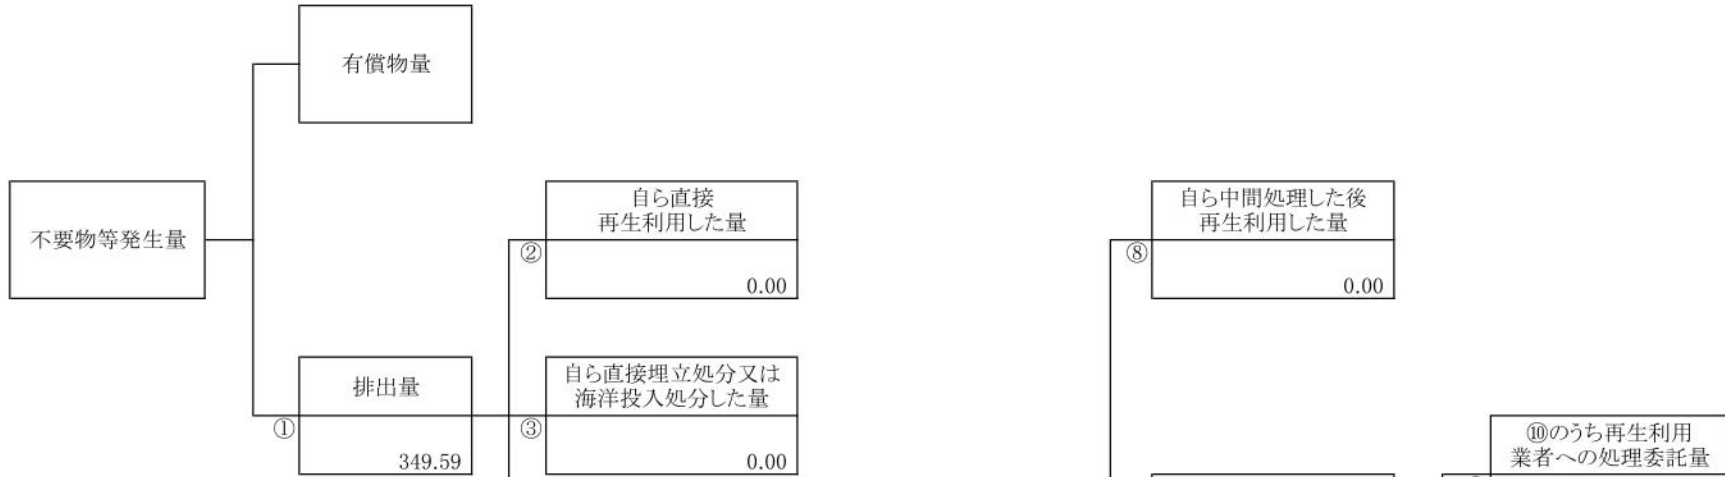 有償物量
不要物等発生量
自ら直接
再生利用した量
②
0.00
自ら中間処理した後
再生利用した量
⑧
0.00
排出量
①
349.59
自ら直接埋立処分又は
海洋投入処分した量
③
0.00
⑩のうち再生利用
業者への処理委託量